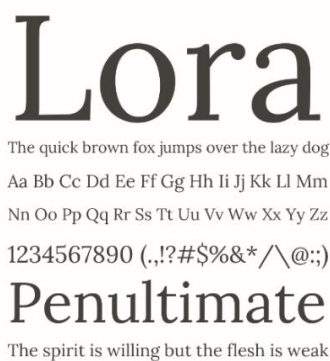 Lora
The quick brown fox jumps over the lazy dog
Aa Bb Cc Dd Ee Ff Gg Hh Ii Jj Kk Ll Mm
Nn Oo Pp Qq Rr Ss Tt Uu Vv Ww Xx Yy Zz
1234567890 (.,!?#$%&*/\@:;)
Penultimate
The spirit is willing but the flesh is weak